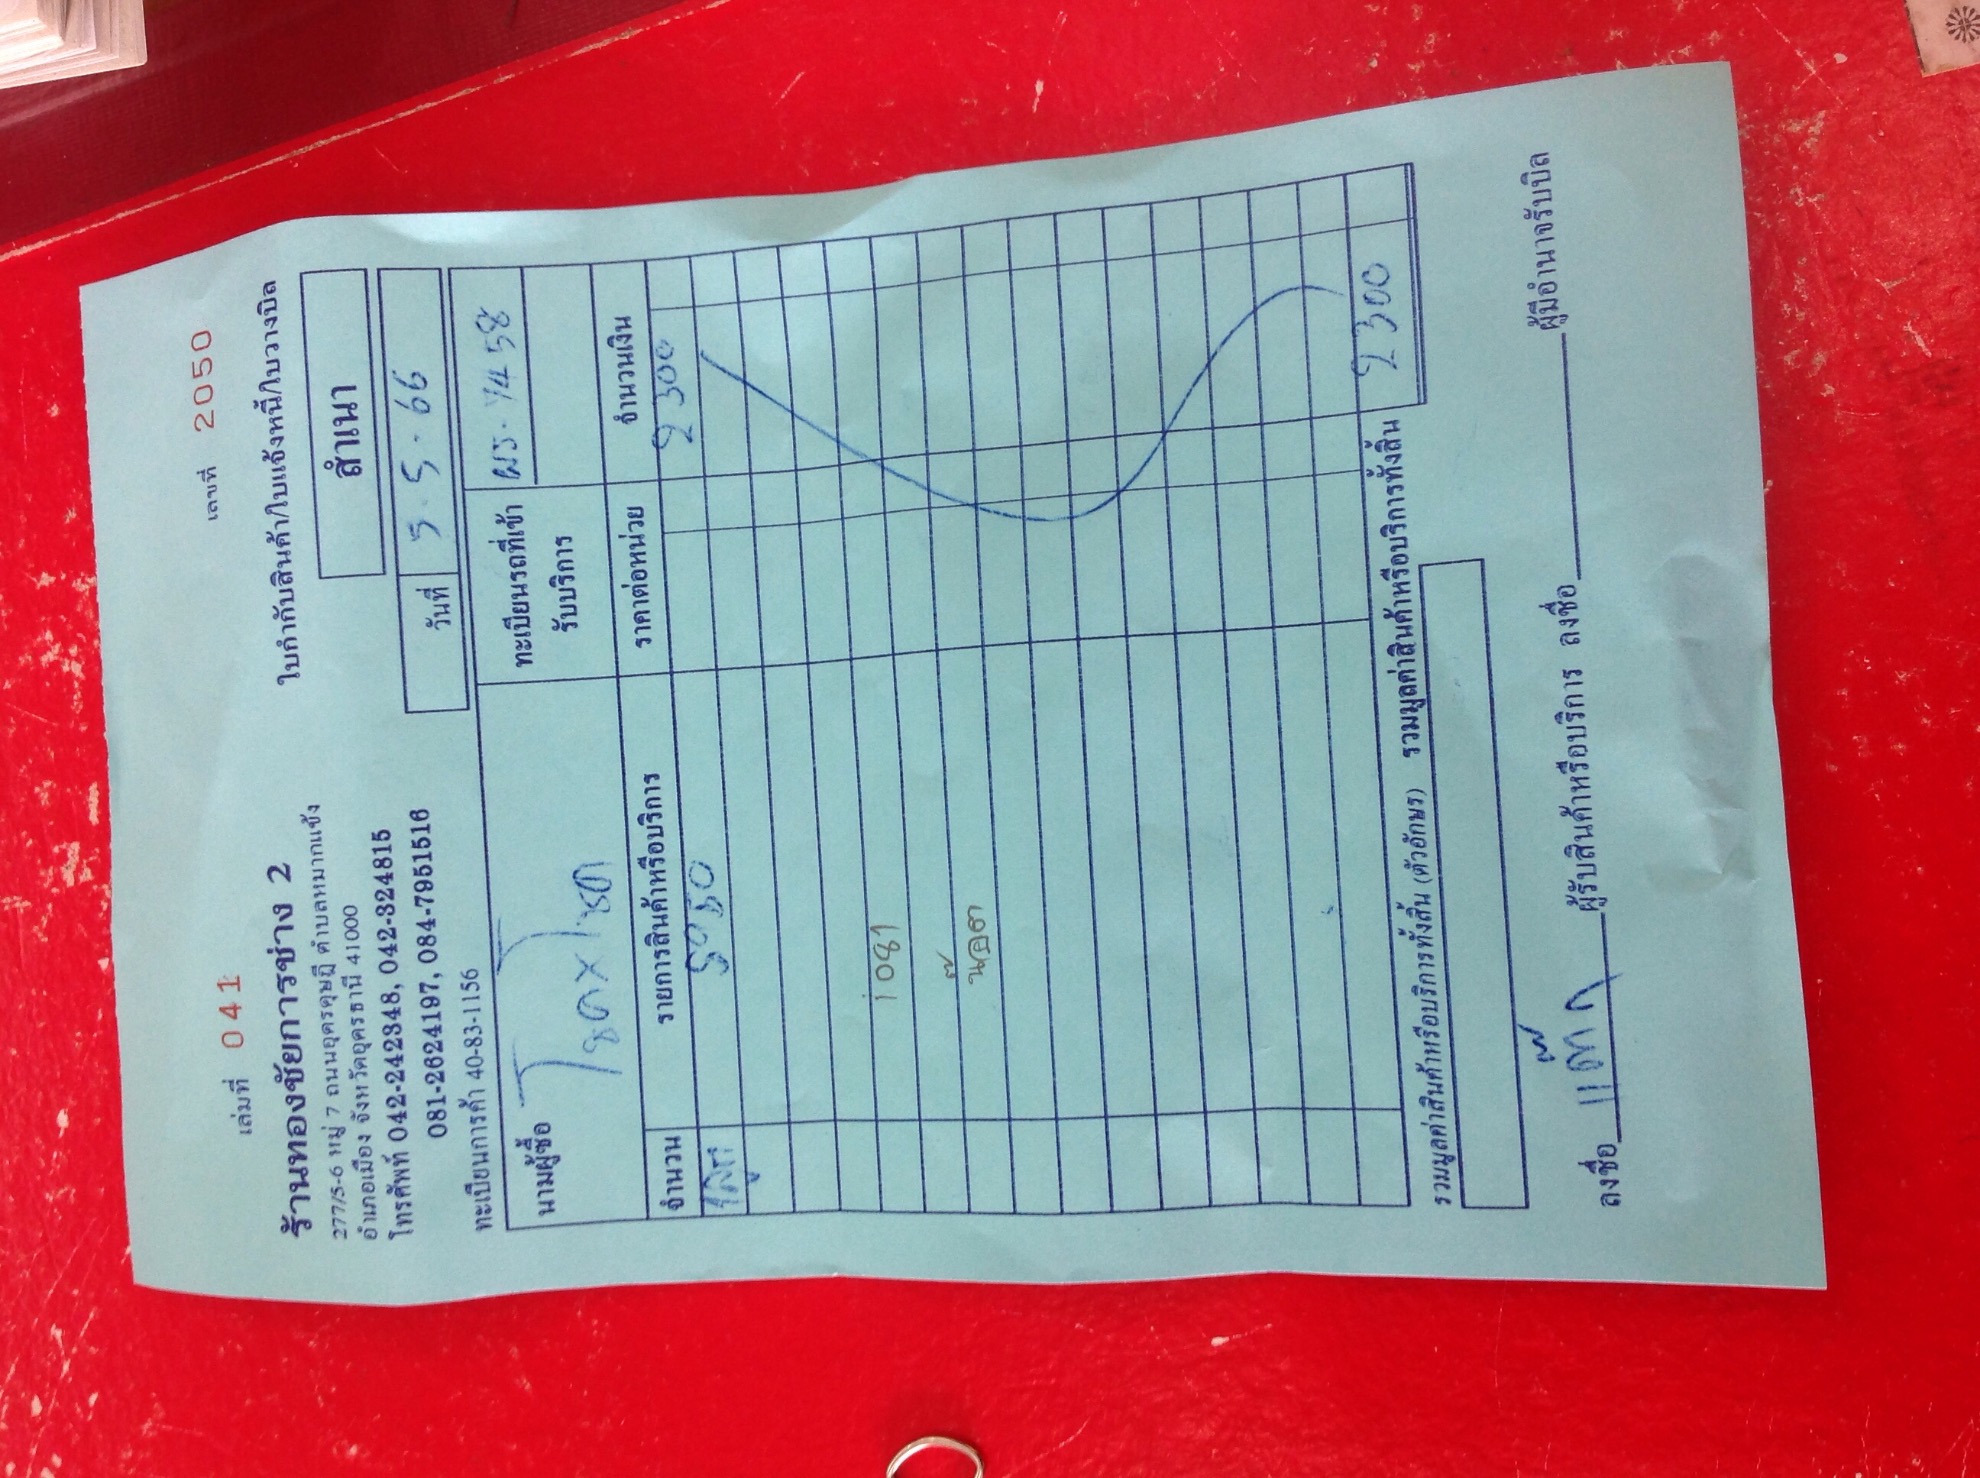 เล่มที่ 041 เลขที่ 2050
ร้านทองชัยการช่าง 2 ใบกำกับสินค้า/ใบแจ้งหนี้/ใบวางบิล
277/5-6 หมู่ 7 ถนนอุดรดุษฎี ตำบลหมากแข้ง
อำเภอเมือง จังหวัดอุดรธานี 41000
สำเนา
โทรศัพท์ 042-242348, 042-324815
081-2624197, 084-7951516
วันที่ 5.5.66
ทะเบียนการค้า 40-83-1156
นามผู้ซื้อ
ทะเบียนรถที่เข้า
รับบริการ
จำนวน รายการสินค้าหรือบริการ ราคาต่อหน่วย จำนวนเงิน
2300
1081
น้อต
รวมมูลค่าสินค้าหรือบริการทั้งสิ้น (ตัวอักษร) รวมมูลค่าสินค้าหรือบริการทั้งสิ้น 2300
ลงชื่อ ผู้รับสินค้าหรือบริการ ลงชื่อ ผู้มีอำนาจรับบิล